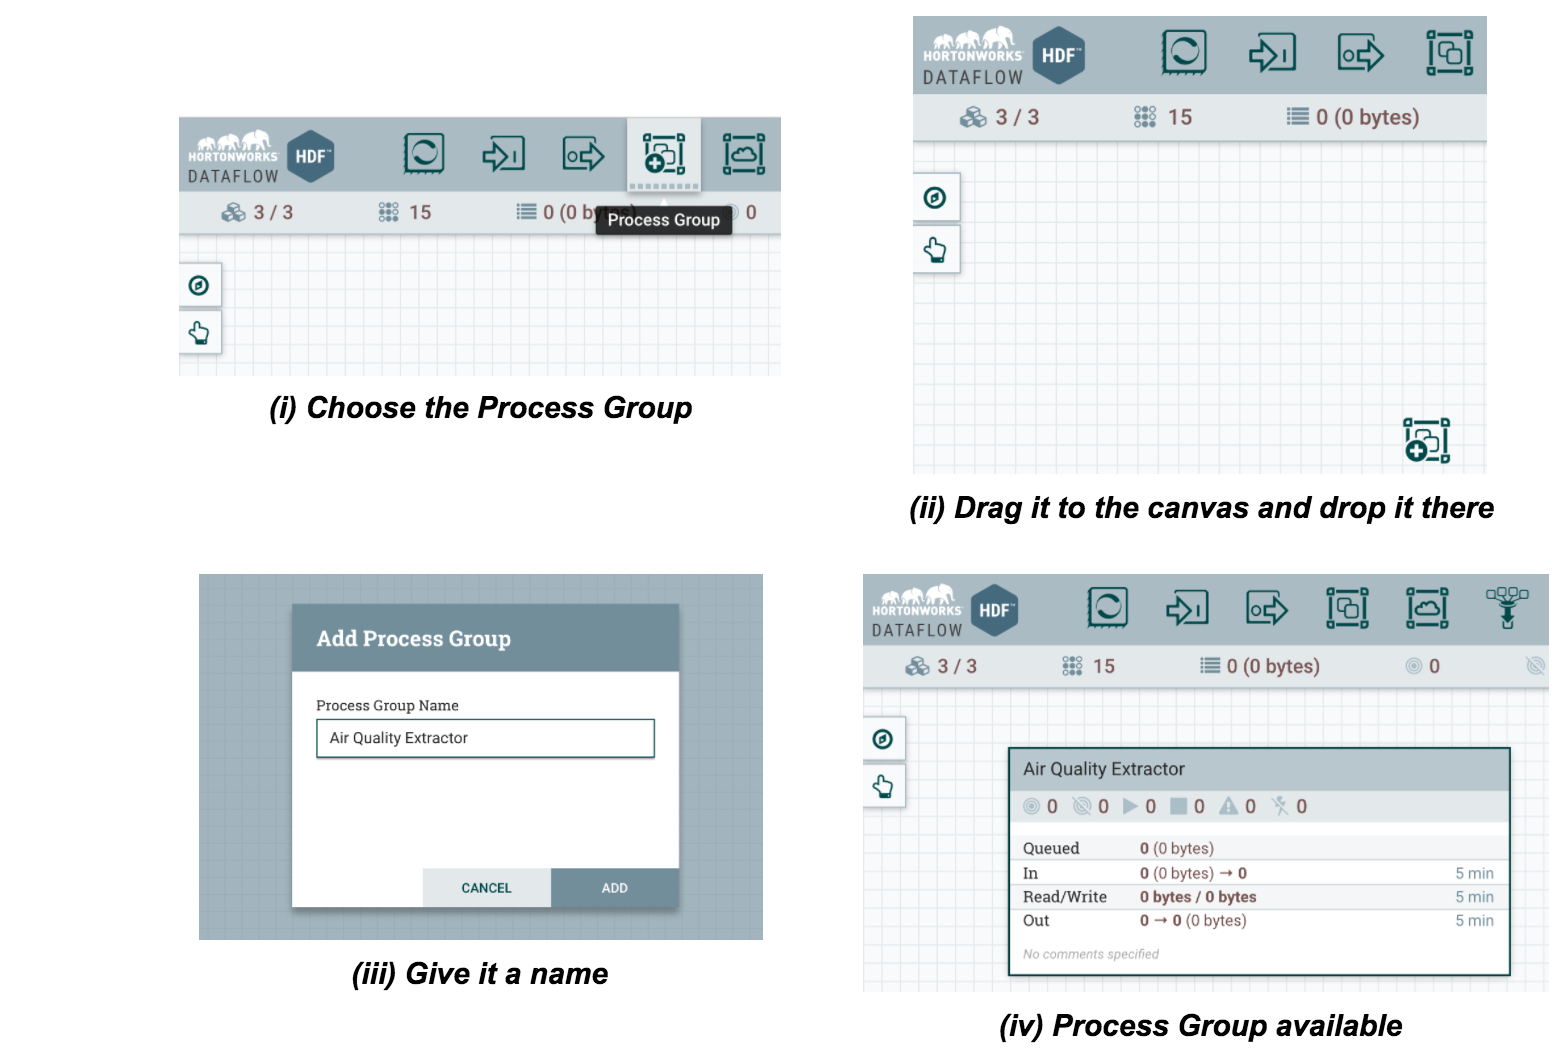 HORTONWORKS
DATAFLOW
HDF™
3 / 3
15
0 (0 by
0
Process Group
(i) Choose the Process Group
HORTONWORKS
DATAFLOW
HDF™
3 / 3
15
0 (0 bytes)
(ii) Drag it to the canvas and drop it there
Add Process Group
Process Group Name
Air Quality Extractor
CANCEL
ADD
(iii) Give it a name
HORTONWORKS
DATAFLOW
HDF™
3 / 3
15
0 (0 bytes)
0
Air Quality Extractor
0 0 0 0 0 0
Queued 0 (0 bytes)
In 0 (0 bytes) → 0 5 min
Read/Write 0 bytes / 0 bytes 5 min
Out 0 → 0 (0 bytes) 5 min
No comments specified
(iv) Process Group available